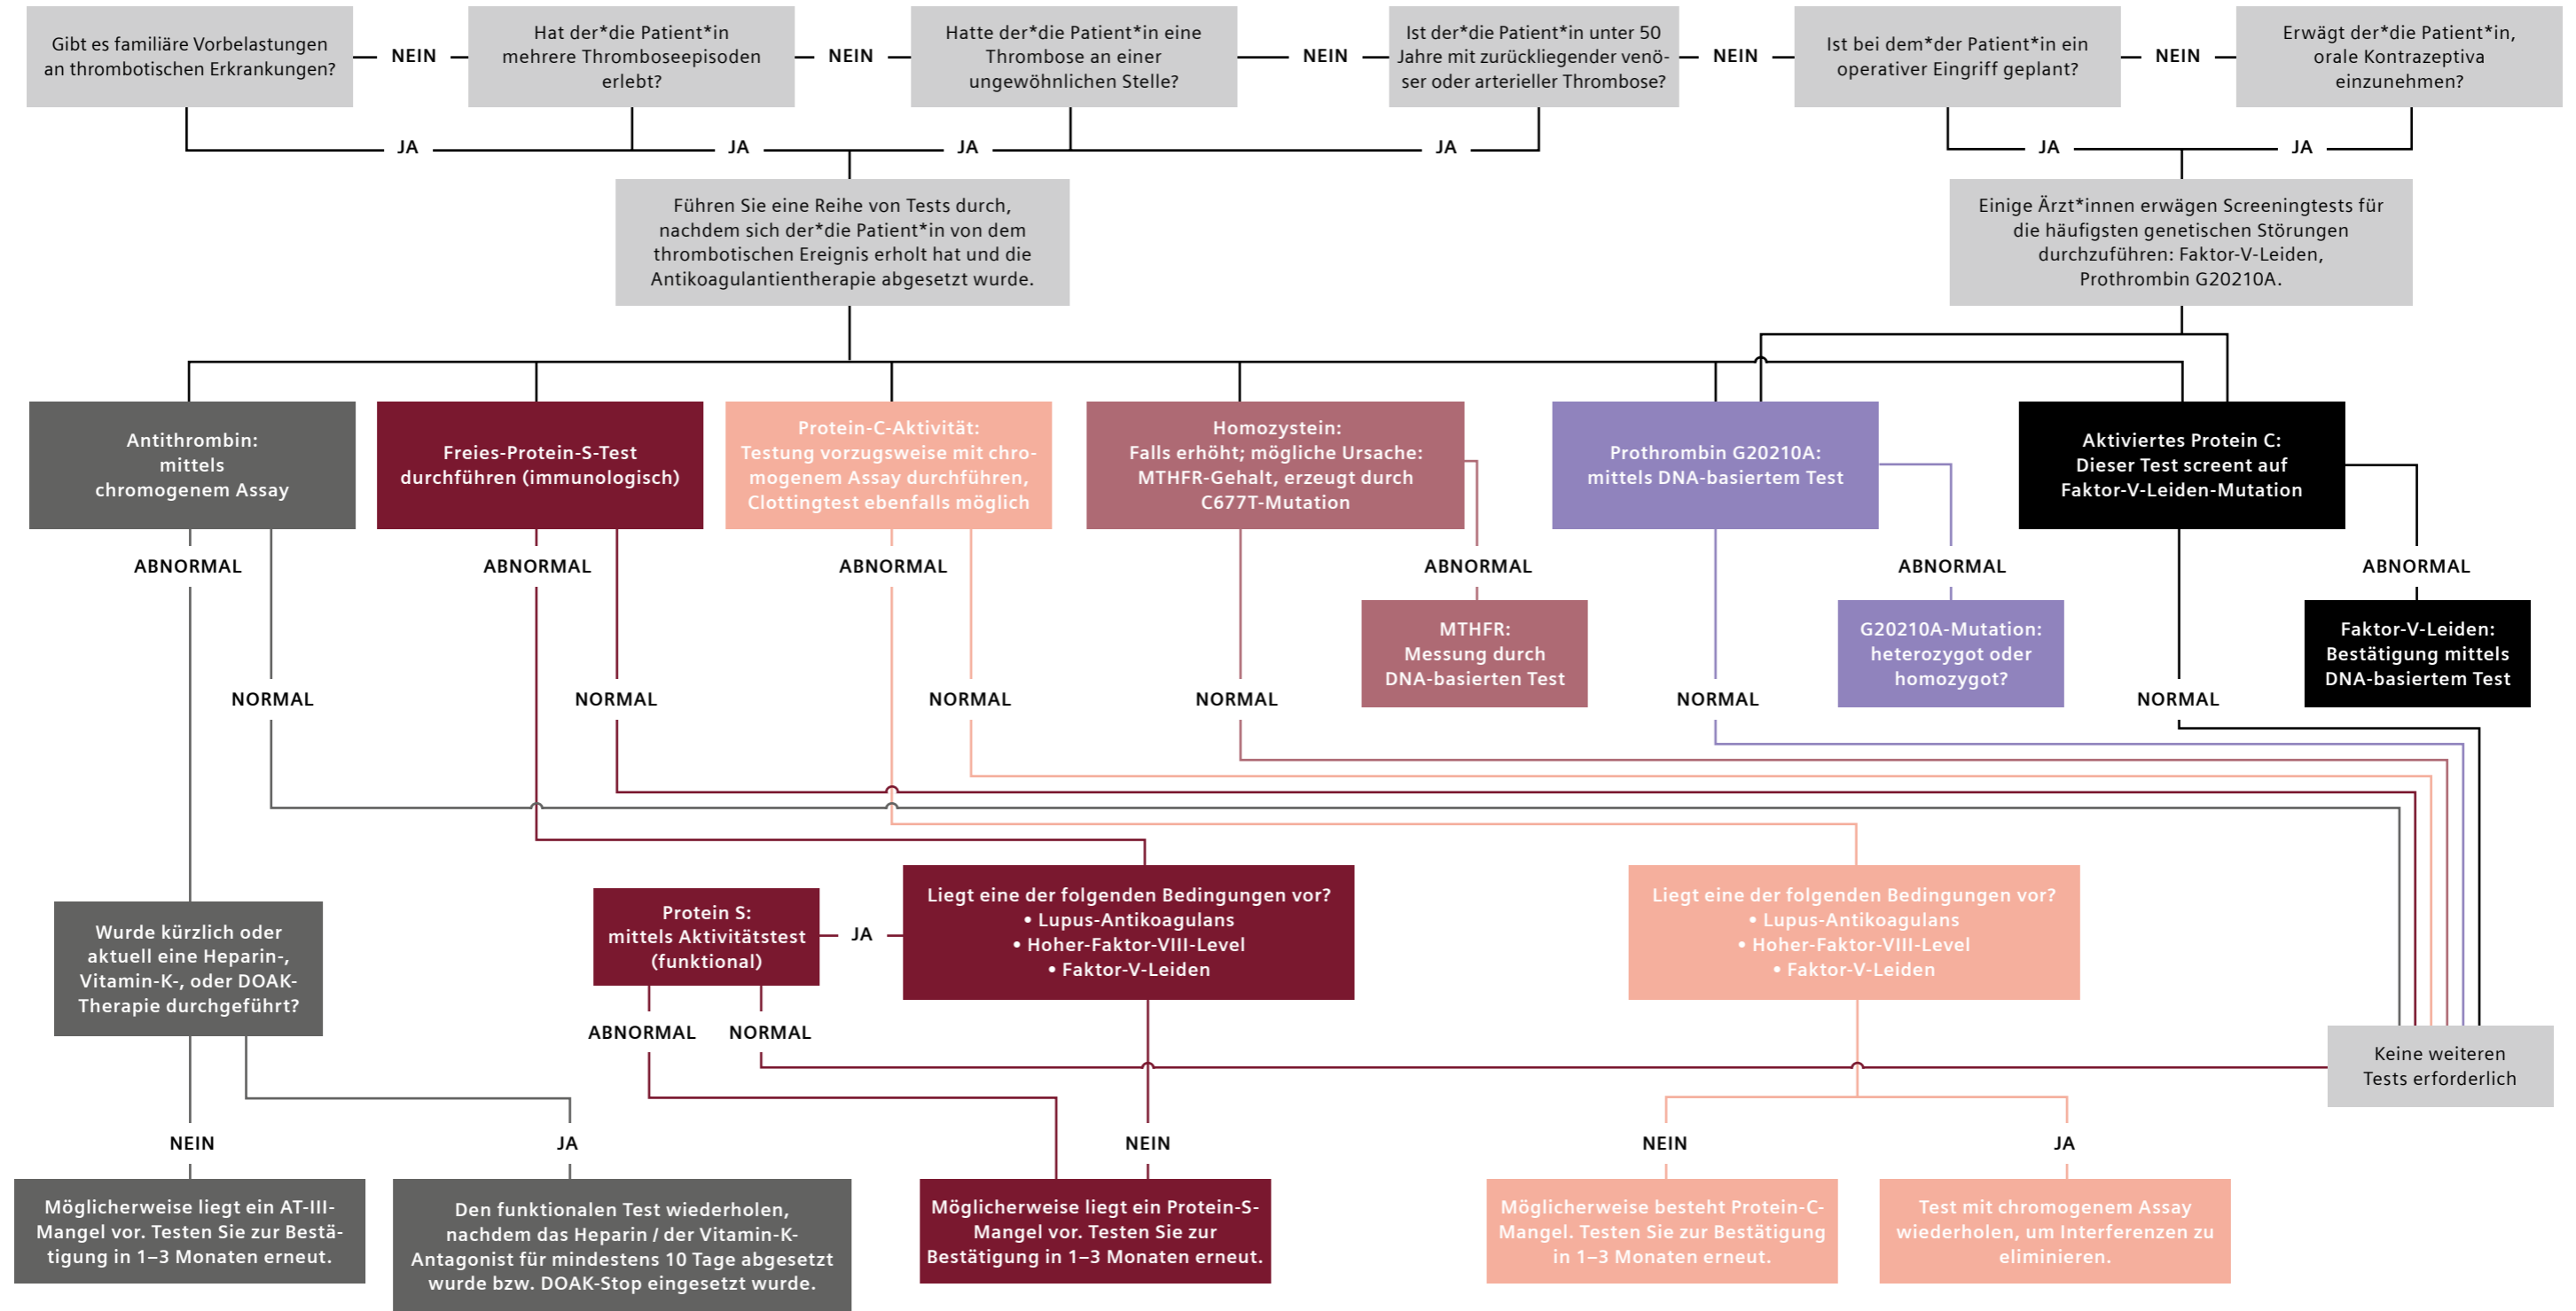 Gibt es familiäre Vorbelastungen
an thrombotischen Erkrankungen?
NEIN
Hat der*die Patient*in
mehrere Thromboseepisoden
erlebt?
NEIN
Hatte der*die Patient*in eine
Thrombose an einer
ungewöhnlichen Stelle?
NEIN
Ist der*die Patient*in unter 50
Jahre mit zurückliegender venö-
ser oder arterieller Thrombose?
NEIN
Ist bei dem*der Patient*in ein
operativer Eingriff geplant?
NEIN
Erwägt der*die Patient*in,
orale Kontrazeptiva
einzunehmen?
JA
JA
JA
JA
JA
JA
Führen Sie eine Reihe von Tests durch,
nachdem sich der*die Patient*in von dem
thrombotischen Ereignis erholt hat und die
Antikoagulantientherapie abgesetzt wurde.
Einige Ärzt*innen erwägen Screeningtests für
die häufigsten genetischen Störungen
durchzuführen: Faktor-V-Leiden,
Prothrombin G20210A.
Antithrombin:
mittels
chromogenem Assay
Freies-Protein-S-Test
durchführen (immunologisch)
Protein-C-Aktivität:
Testung vorzugsweise mit chro-
mogenem Assay durchführen,
Clottingtest ebenfalls möglich
Homozystein:
Falls erhöht; mögliche Ursache:
MTHFR-Gehalt, erzeugt durch
C677T-Mutation
Prothrombin G20210A:
mittels DNA-basiertem Test
Aktiviertes Protein C:
Dieser Test screent auf
Faktor-V-Leiden-Mutation
ABNORMAL
ABNORMAL
ABNORMAL
ABNORMAL
ABNORMAL
ABNORMAL
MTHFR:
Messung durch
DNA-basierten Test
G20210A-Mutation:
heterozygot oder
homozygot?
Faktor-V-Leiden:
Bestätigung mittels
DNA-basiertem Test
NORMAL
NORMAL
NORMAL
NORMAL
NORMAL
NORMAL
Wurde kürzlich oder
aktuell eine Heparin-,
Vitamin-K-, oder DOAK-
Therapie durchgeführt?
Protein S:
mittels Aktivitätstest
(funktional)
JA
Liegt eine der folgenden Bedingungen vor?
• Lupus-Antikoagulans
• Hoher-Faktor-VIII-Level
• Faktor-V-Leiden
Liegt eine der folgenden Bedingungen vor?
• Lupus-Antikoagulans
• Hoher-Faktor-VIII-Level
• Faktor-V-Leiden
ABNORMAL
NORMAL
Keine weiteren
Tests erforderlich
NEIN
JA
NEIN
NEIN
JA
Möglicherweise liegt ein AT-III-
Mangel vor. Testen Sie zur Bestä-
tigung in 1–3 Monaten erneut.
Den funktionalen Test wiederholen,
nachdem das Heparin / der Vitamin-K-
Antagonist für mindestens 10 Tage abgesetzt
wurde bzw. DOAK-Stop eingesetzt wurde.
Möglicherweise liegt ein Protein-S-
Mangel vor. Testen Sie zur
Bestätigung in 1–3 Monaten erneut.
Möglicherweise besteht Protein-C-
Mangel. Testen Sie zur Bestätigung
in 1–3 Monaten erneut.
Test mit chromogenem Assay
wiederholen, um Interferenzen zu
eliminieren.